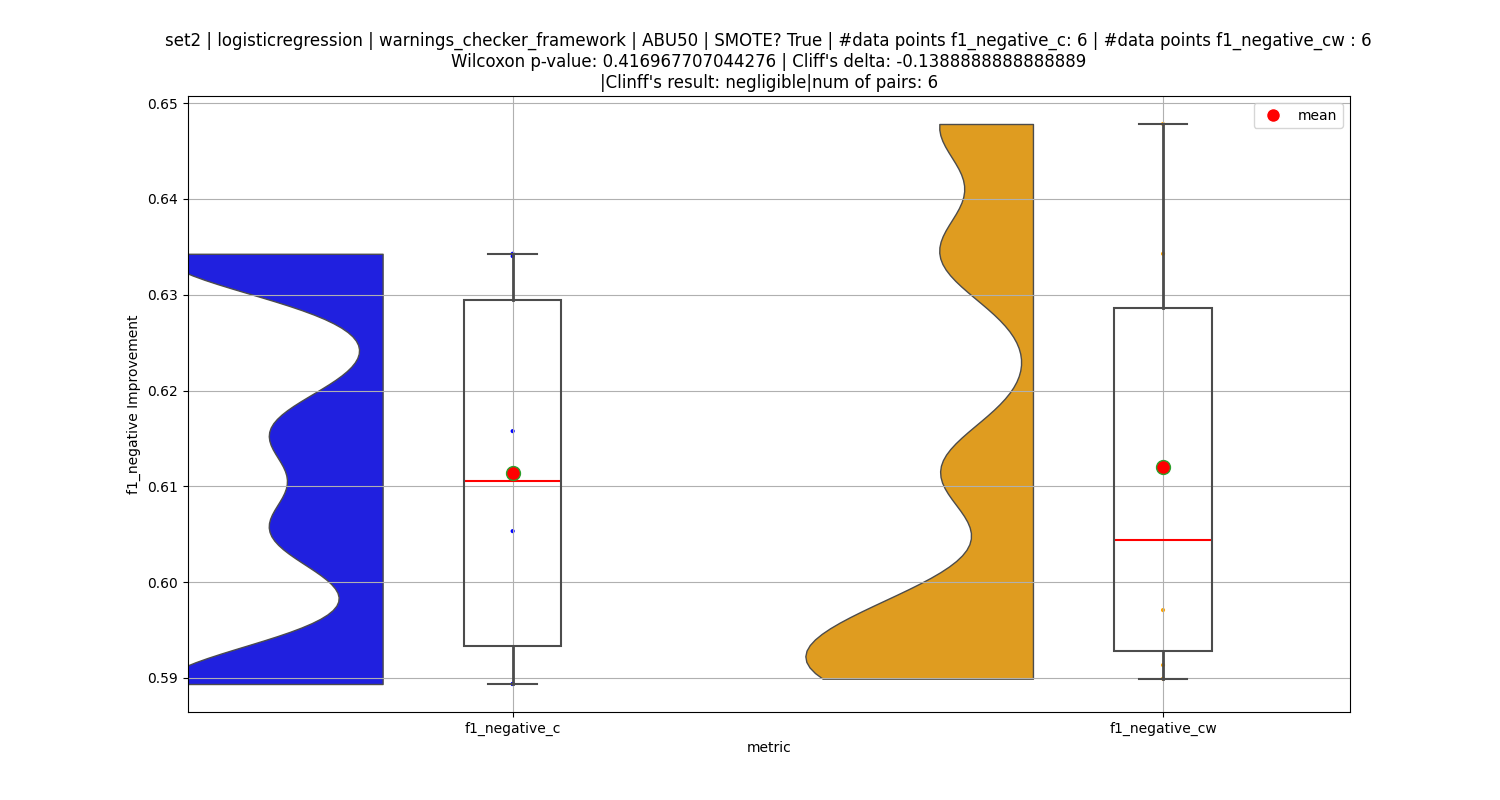 set2 | logisticregression | warnings_checker_framework | ABU50 | SMOTE? True | #data points f1_negative_c: 6 | #data points f1_negative_cw : 6
Wilcoxon p-value: 0.416967707044276 | Cliff's delta: -0.1388888888888889
|Clinff's result: negligible|num of pairs: 6
mean
0.65
0.64
0.63
0.62
0.61
0.60
0.59
f1_negative Improvement
f1_negative_c
f1_negative_cw
metric